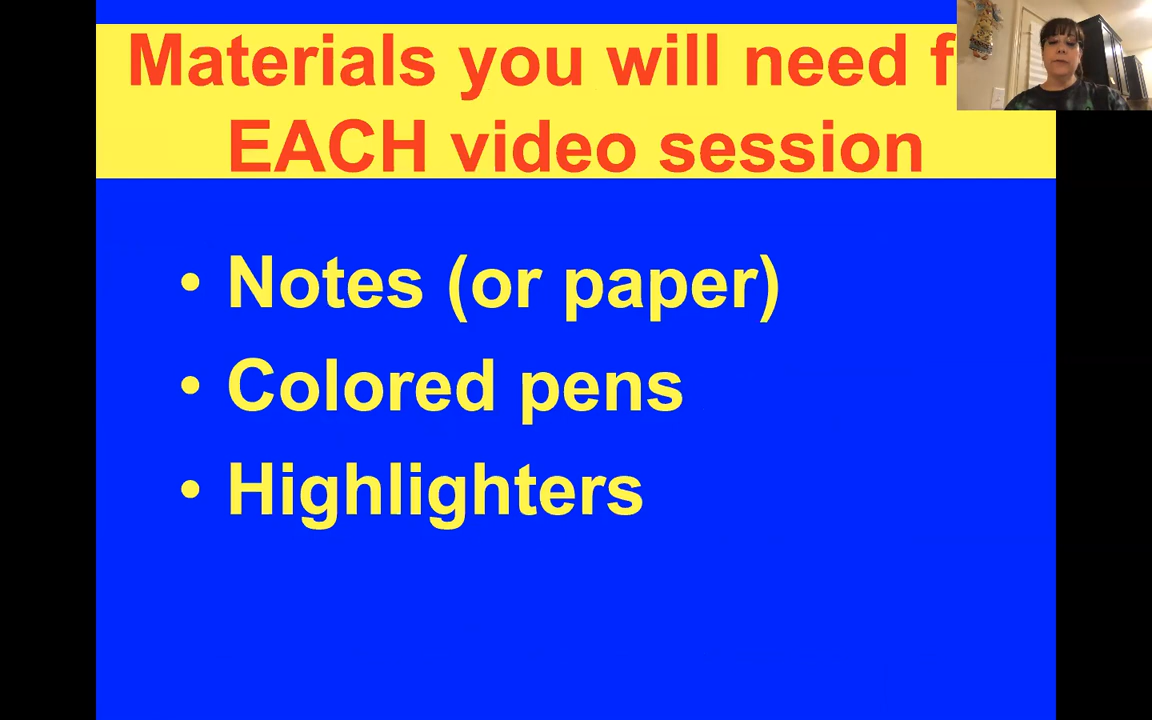 Materials you will need f
EACH video session
• Notes (or paper)
• Colored pens
• Highlighters